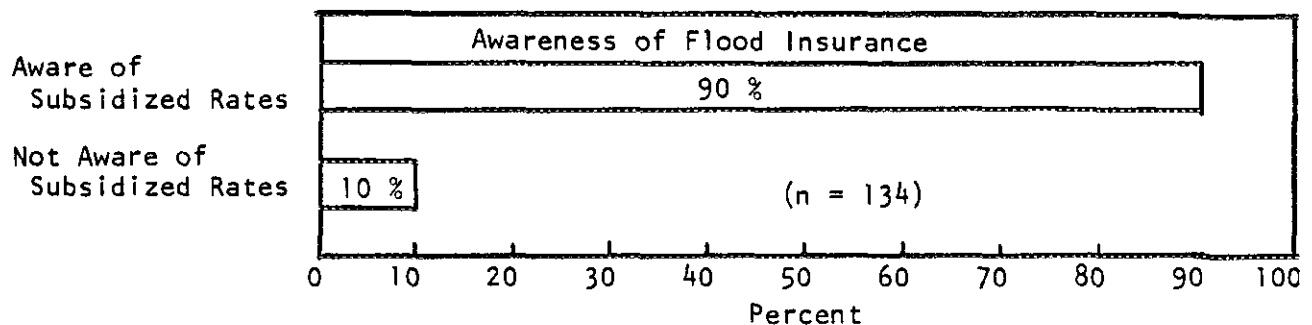 Awareness of Flood Insurance
Aware of
Subsidized Rates
90 %
Not Aware of
Subsidized Rates
10 %
(n = 134)
0 10 20 30 40 50 60 70 80 90 100
Percent